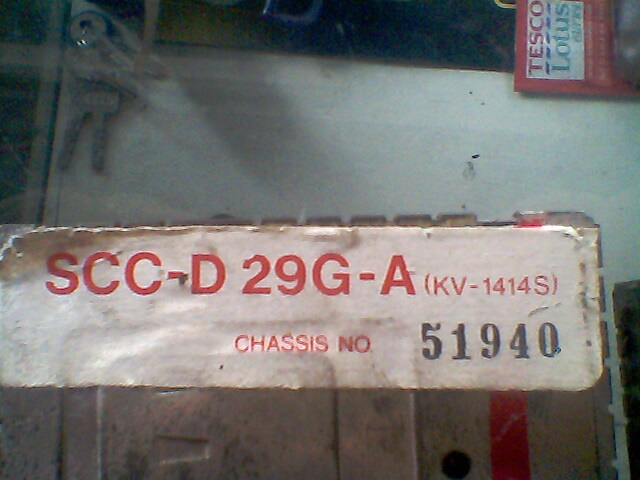 TESCO
Lotus
SCC-D 29G-A (KV-1414S)
CHASSIS NO. 51940